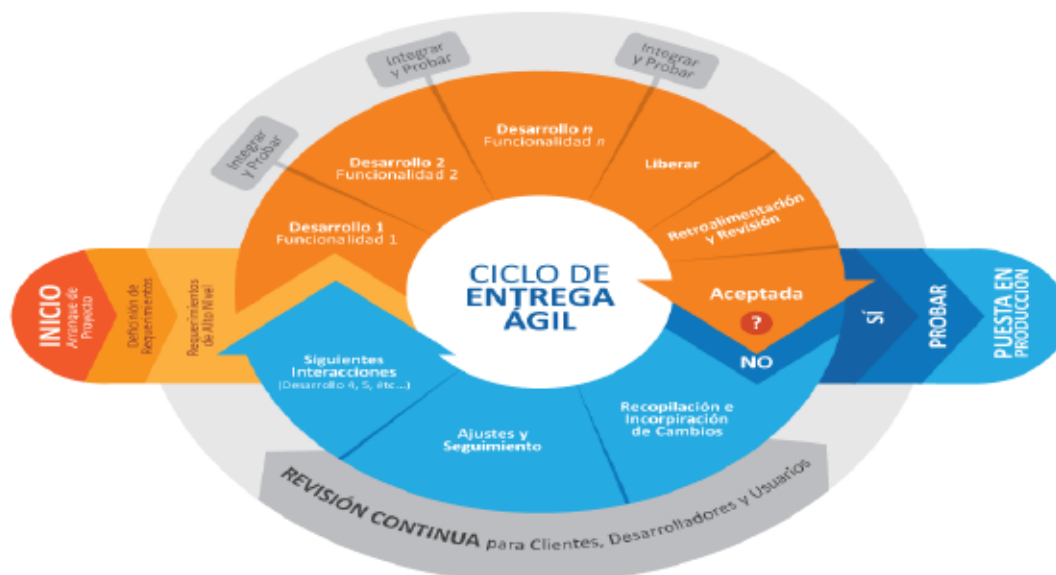 INICIO
Arranque de
Proyecto
Definición de
Requerimientos
Requerimientos
de Alto Nivel
Desarrollo 1
Funcionalidad 1
Integrar
y Probar
Desarrollo 2
Funcionalidad 2
Integrar
y Probar
Desarrollo n
Funcionalidad n
Integrar
y Probar
Liberar
Retroalimentación
y Revisión
Aceptada
?
NO
SÍ
PROBAR
PUESTA EN
PRODUCCIÓN
CICLO DE
ENTREGA
ÁGIL
Recopilación e
Incorpiración
de Cambios
Ajustes y
Seguimiento
Siguientes
Interacciones
(Desarrollo 4, 5, etc...)
REVISIÓN CONTINUA para Clientes, Desarrolladores y Usuarios